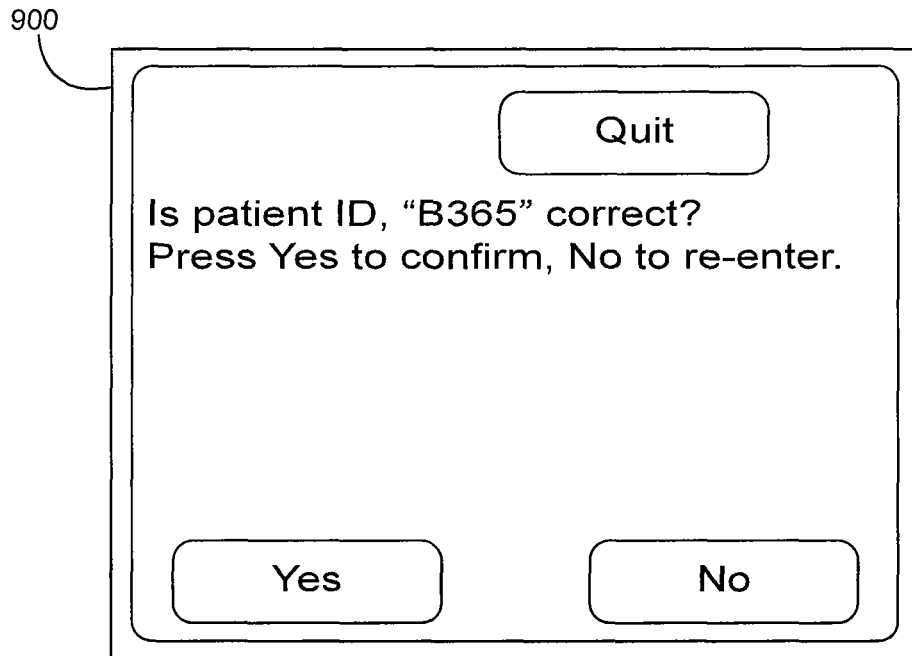 900
Quit
Is patient ID, “B365” correct?
Press Yes to confirm, No to re-enter.
Yes
No